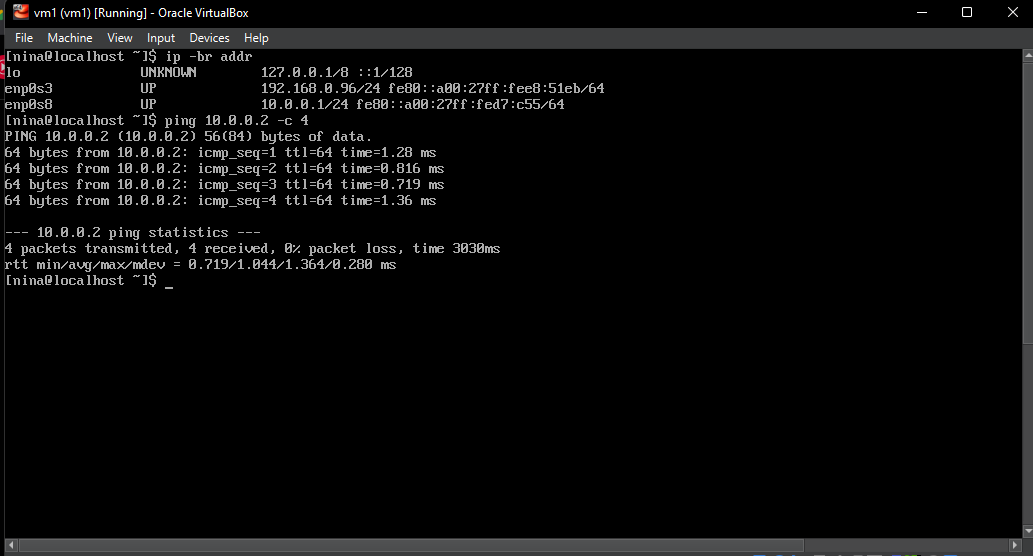 vm1 (vm1) [Running] - Oracle VirtualBox
File Machine View Input Devices Help
[nina@localhost ~]$ ip -br addr
lo UNKNOWN 127.0.0.1/8 ::1/128
enp0s3 UP 192.168.0.96/24 fe80::a00:27ff:fee8:51eb/64
enp0s8 UP 10.0.0.1/24 fe80::a00:27ff:fed7:c55/64
[nina@localhost ~]$ ping 10.0.0.2 -c 4
PING 10.0.0.2 (10.0.0.2) 56(84) bytes of data.
64 bytes from 10.0.0.2: icmp_seq=1 ttl=64 time=1.28 ms
64 bytes from 10.0.0.2: icmp_seq=2 ttl=64 time=0.816 ms
64 bytes from 10.0.0.2: icmp_seq=3 ttl=64 time=0.719 ms
64 bytes from 10.0.0.2: icmp_seq=4 ttl=64 time=1.36 ms
--- 10.0.0.2 ping statistics ---
4 packets transmitted, 4 received, 0% packet loss, time 3030ms
rtt min/avg/max/mdev = 0.719/1.044/1.364/0.280 ms
[nina@localhost ~]$ _